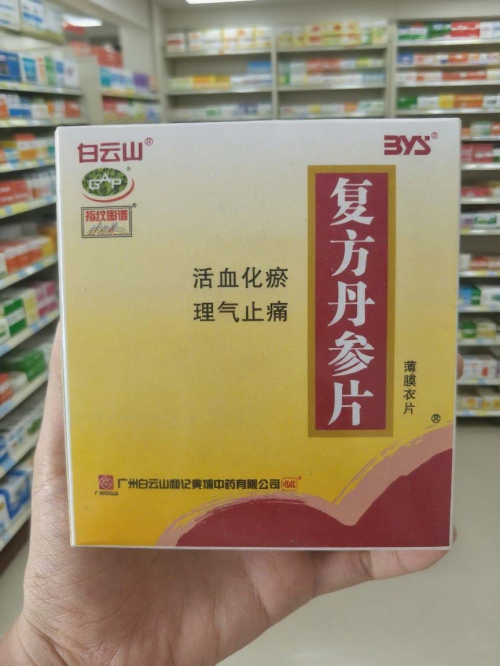 白云山®
BYS®
GAP
指纹图谱®
复方丹参片
活血化瘀
理气止痛
薄膜衣片
®
广州白云山和记黄埔中药有限公司